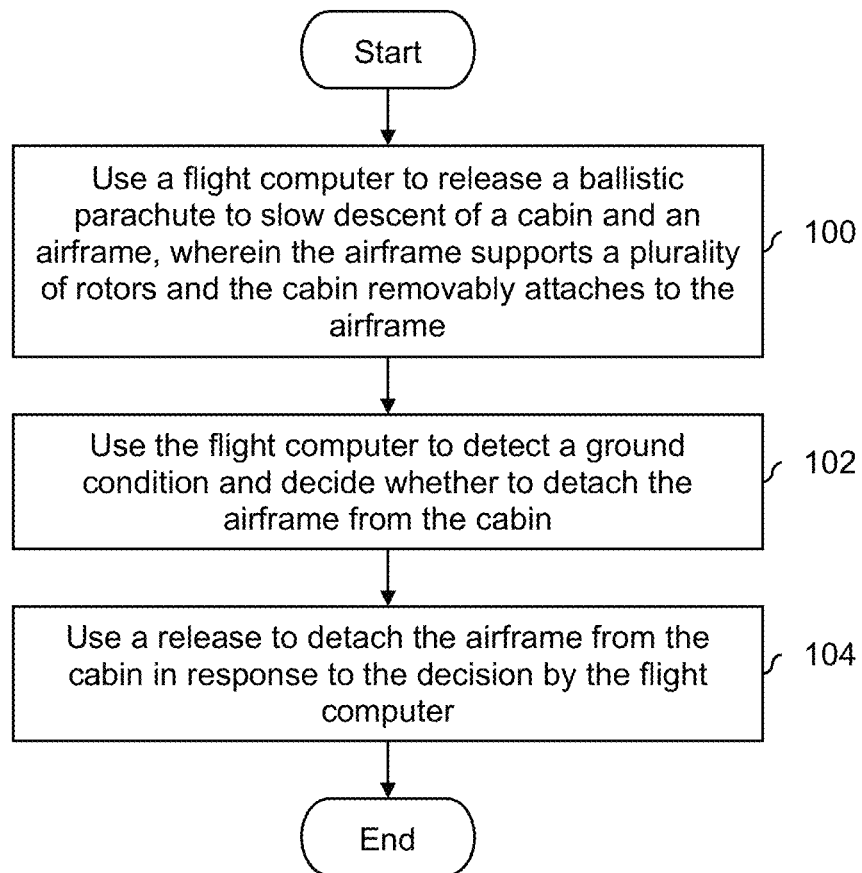 Start
Use a flight computer to release a ballistic
parachute to slow descent of a cabin and an
airframe, wherein the airframe supports a plurality
of rotors and the cabin removably attaches to the
airframe
100
Use the flight computer to detect a ground
condition and decide whether to detach the
airframe from the cabin
102
Use a release to detach the airframe from the
cabin in response to the decision by the flight
computer
104
End